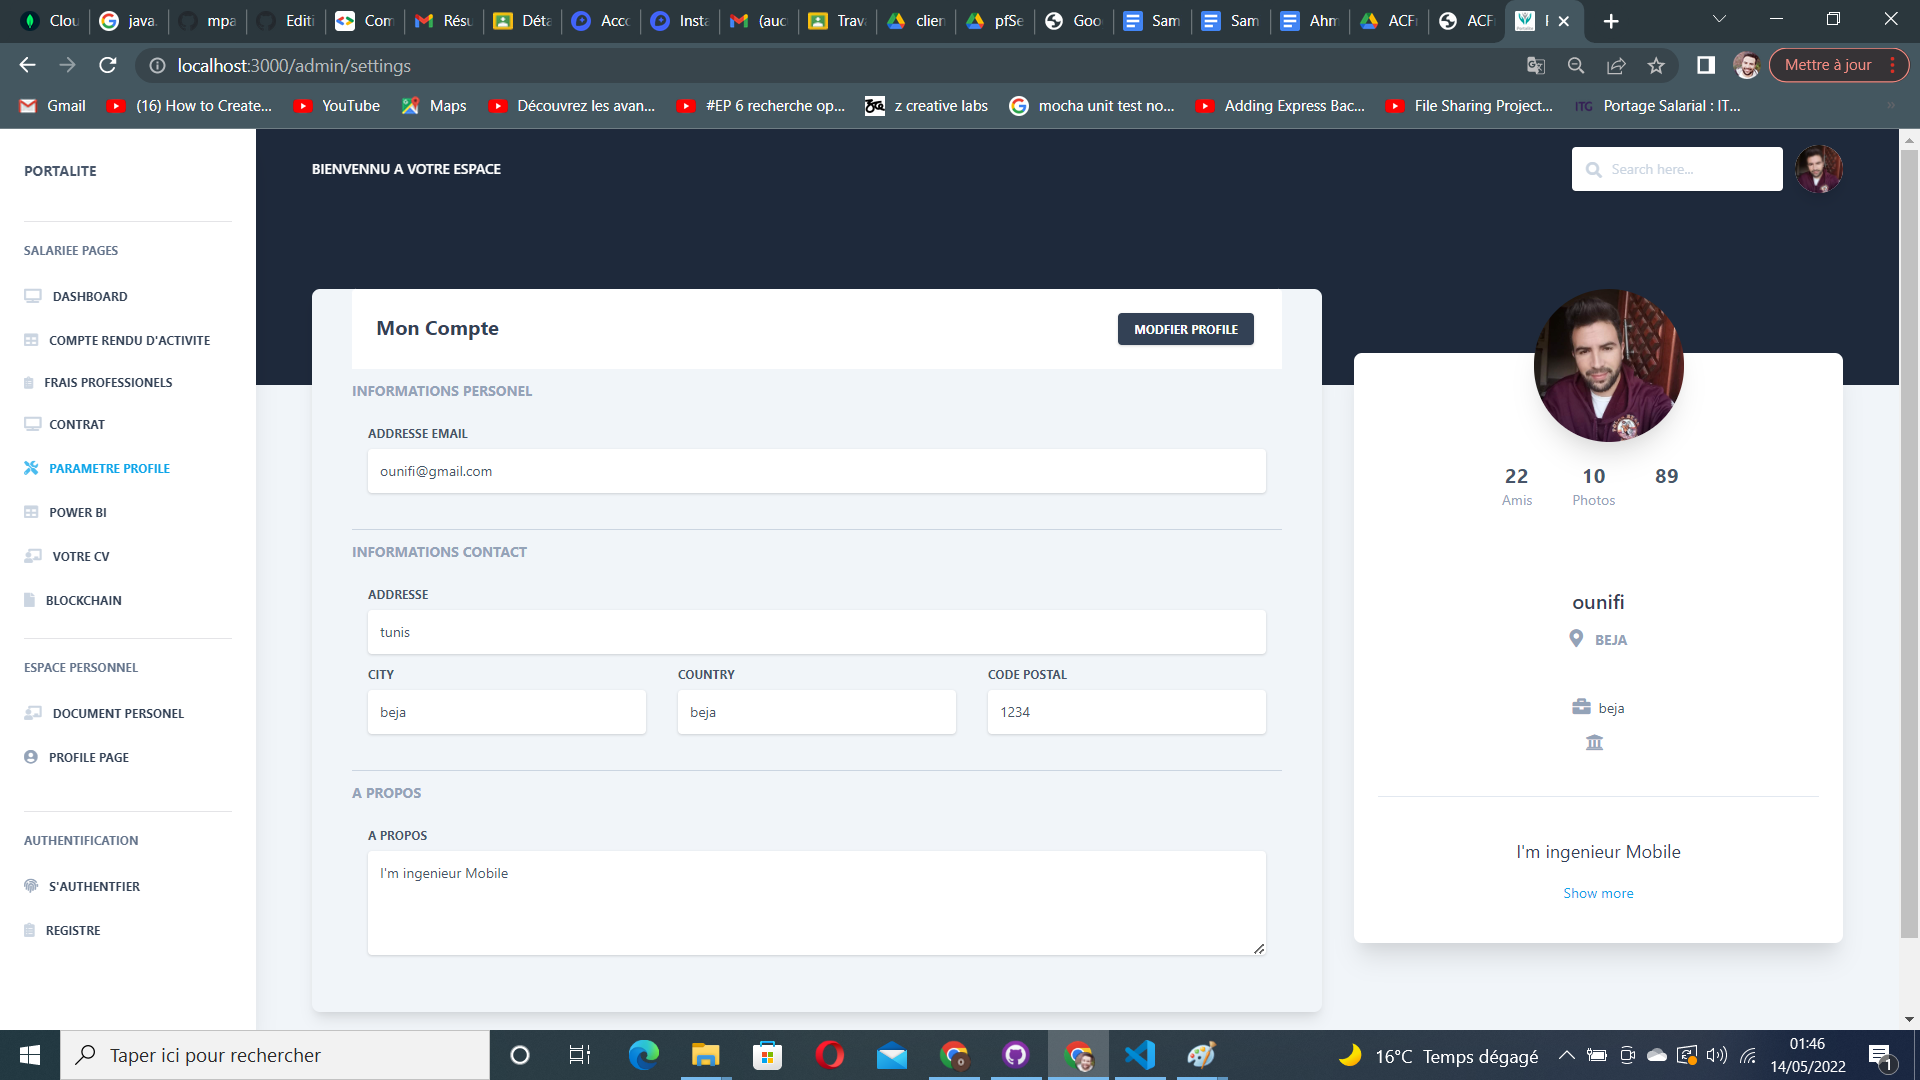 Clou
java.
mpa
Editi
Com
Résu
Déta
Acco
Insta
(auc
Trav
clien
pfSe
Goo
Sam
Sam
Ahm
ACF
ACF
localhost:3000/admin/settings
Mettre à jour
Gmail
(16) How to Create...
YouTube
Maps
Découvrez les avan...
#EP 6 recherche op...
z creative labs
mocha unit test no...
Adding Express Bac...
File Sharing Project...
ITG
Portage Salarial : IT...
PORTALITE
BIENVENNU A VOTRE ESPACE
Search here...
SALARIEE PAGES
DASHBOARD
COMPTE RENDU D'ACTIVITE
FRAIS PROFESSIONELS
CONTRAT
PARAMETRE PROFILE
POWER BI
VOTRE CV
BLOCKCHAIN
ESPACE PERSONNEL
DOCUMENT PERSONEL
PROFILE PAGE
AUTHENTIFICATION
S'AUTHENTFIER
REGISTRE
Mon Compte
MODFIER PROFILE
INFORMATIONS PERSONEL
ADDRESSE EMAIL
ounifi@gmail.com
INFORMATIONS CONTACT
ADDRESSE
tunis
CITY
COUNTRY
CODE POSTAL
beja
beja
1234
A PROPOS
A PROPOS
I'm ingenieur Mobile
22
10
89
Amis
Photos
ounifi
BEJA
beja
I'm ingenieur Mobile
Show more
Taper ici pour rechercher
16°C Temps dégagé
01:46
14/05/2022
1